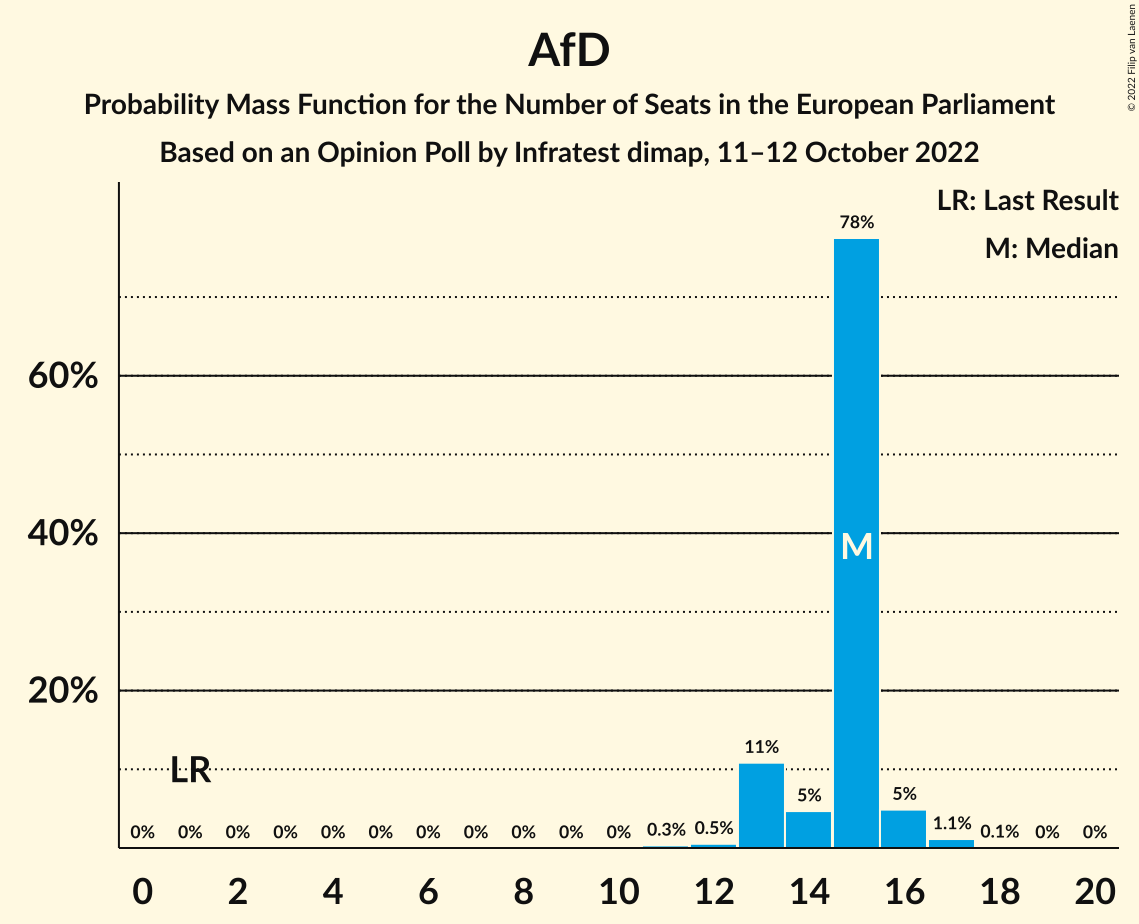 AfD
Probability Mass Function for the Number of Seats in the European Parliament
Based on an Opinion Poll by Infratest dimap, 11–12 October 2022
© 2022 Filip van Laenen
LR: Last Result
M: Median
78%
60%
40%
M
20%
LR
11%
0% 0% 0% 0% 0% 0% 0% 0% 0% 0% 0% 0.3% 0.5% 5% 5% 1.1% 0.1% 0% 0%
0 2 4 6 8 10 12 14 16 18 20